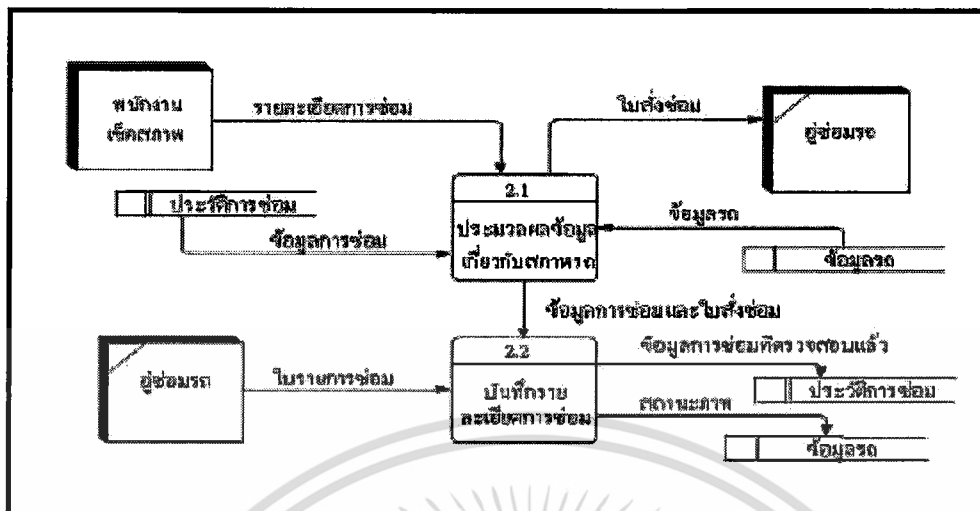 พนักงาน
เช็คสภาพ
รายละเอียดการซ่อม
ใบสั่งซ่อม
อู่ซ่อมรถ
2.1
ประมวลผลข้อมูล
เกี่ยวกับสภาพรถ
ประวัติการซ่อม
ข้อมูลการซ่อม
ข้อมูลรถ
ข้อมูลรถ
ข้อมูลการซ่อมและใบสั่งซ่อม
อู่ซ่อมรถ
ใบรายการซ่อม
2.2
บันทึกราย
ละเอียดการซ่อม
ข้อมูลการซ่อมที่ตรวจสอบแล้ว
ประวัติการซ่อม
สถานะภาพ
ข้อมูลรถ